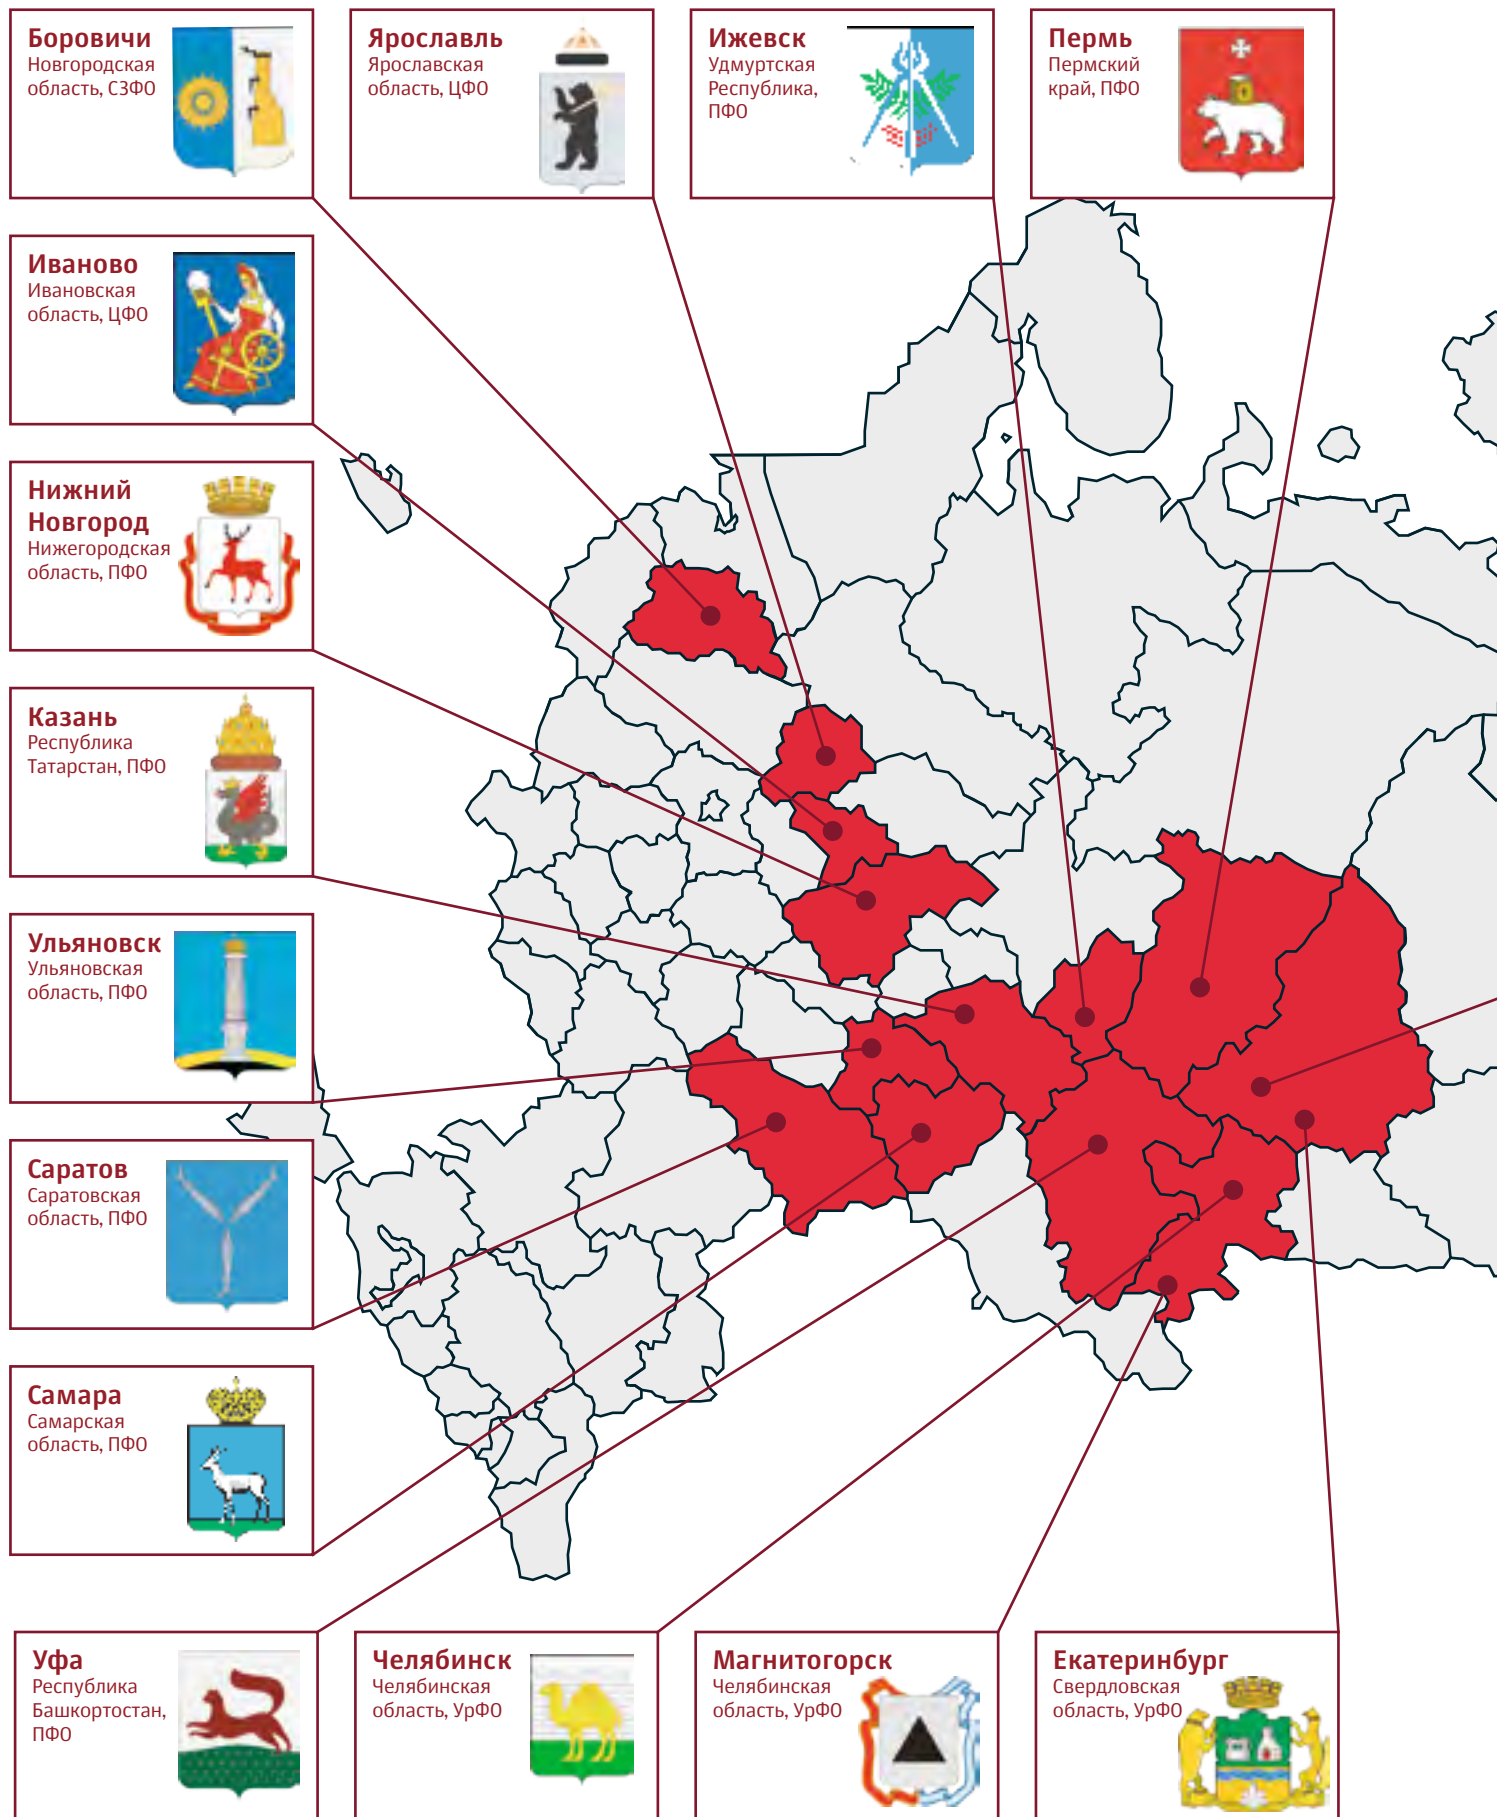 Боровичи
Новгородская
область, СЗФО
Ярославль
Ярославская
область, ЦФО
Ижевск
Удмуртская
Республика,
ПФО
Пермь
Пермский
край, ПФО
Иваново
Ивановская
область, ЦФО
Нижний
Новгород
Нижегородская
область, ПФО
Казань
Республика
Татарстан, ПФО
Ульяновск
Ульяновская
область, ПФО
Саратов
Саратовская
область, ПФО
Самара
Самарская
область, ПФО
Уфа
Республика
Башкортостан,
ПФО
Челябинск
Челябинская
область, УрФО
Магнитогорск
Челябинская
область, УрФО
Екатеринбург
Свердловская
область, УрФО